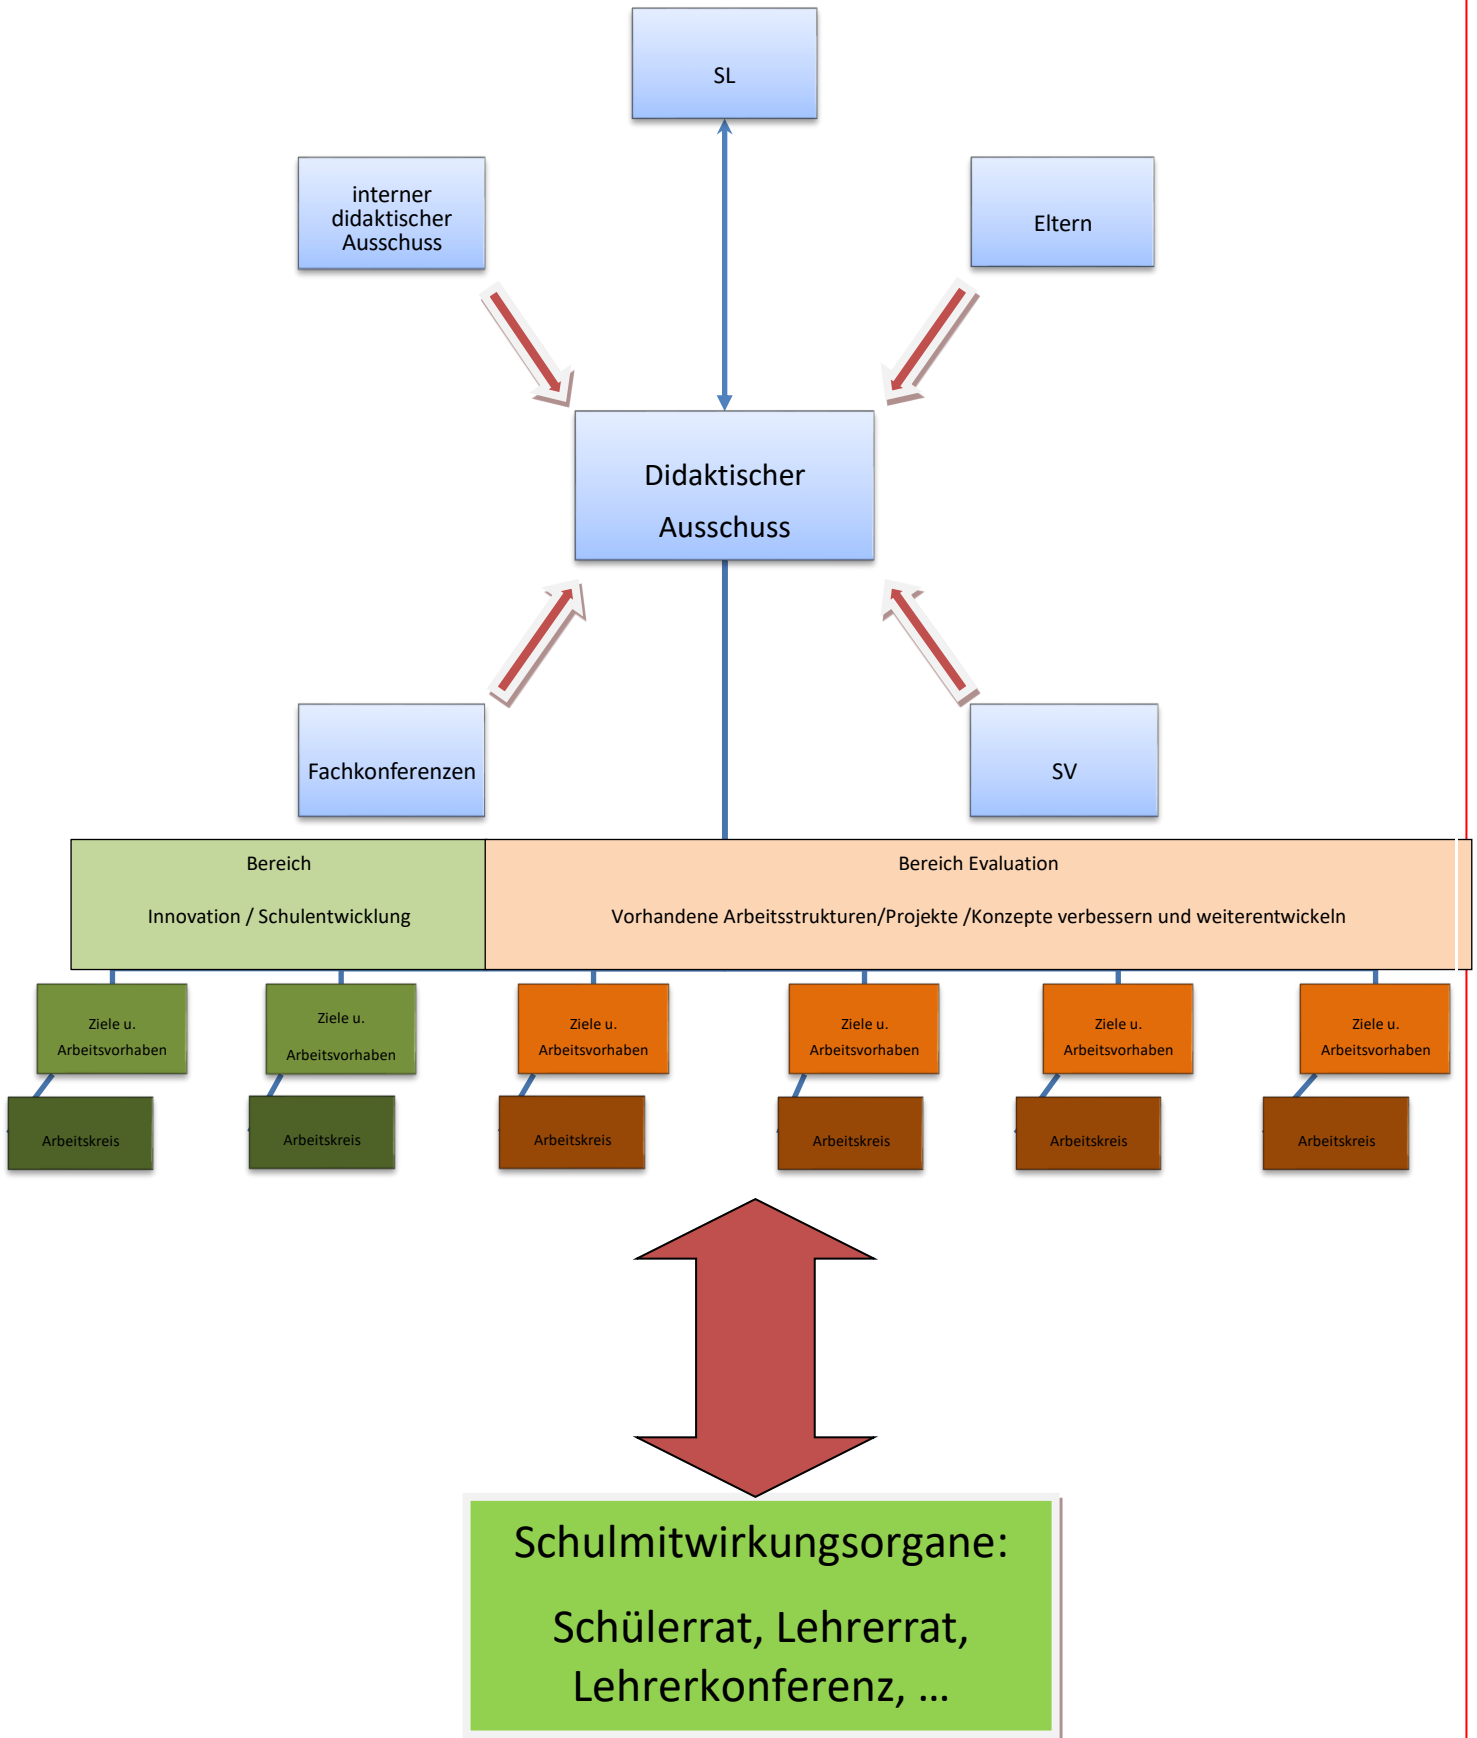 SL
interner
didaktischer
Ausschuss
Eltern
Didaktischer
Ausschuss
Fachkonferenzen
SV
Bereich
Innovation / Schulentwicklung
Bereich Evaluation
Vorhandene Arbeitsstrukturen/Projekte /Konzepte verbessern und weiterentwickeln
Ziele u.
Arbeitsvorhaben
Ziele u.
Arbeitsvorhaben
Ziele u.
Arbeitsvorhaben
Ziele u.
Arbeitsvorhaben
Ziele u.
Arbeitsvorhaben
Ziele u.
Arbeitsvorhaben
Arbeitskreis
Arbeitskreis
Arbeitskreis
Arbeitskreis
Arbeitskreis
Arbeitskreis
Schulmitwirkungsorgane:
Schülerrat, Lehrerrat,
Lehrerkonferenz, ...